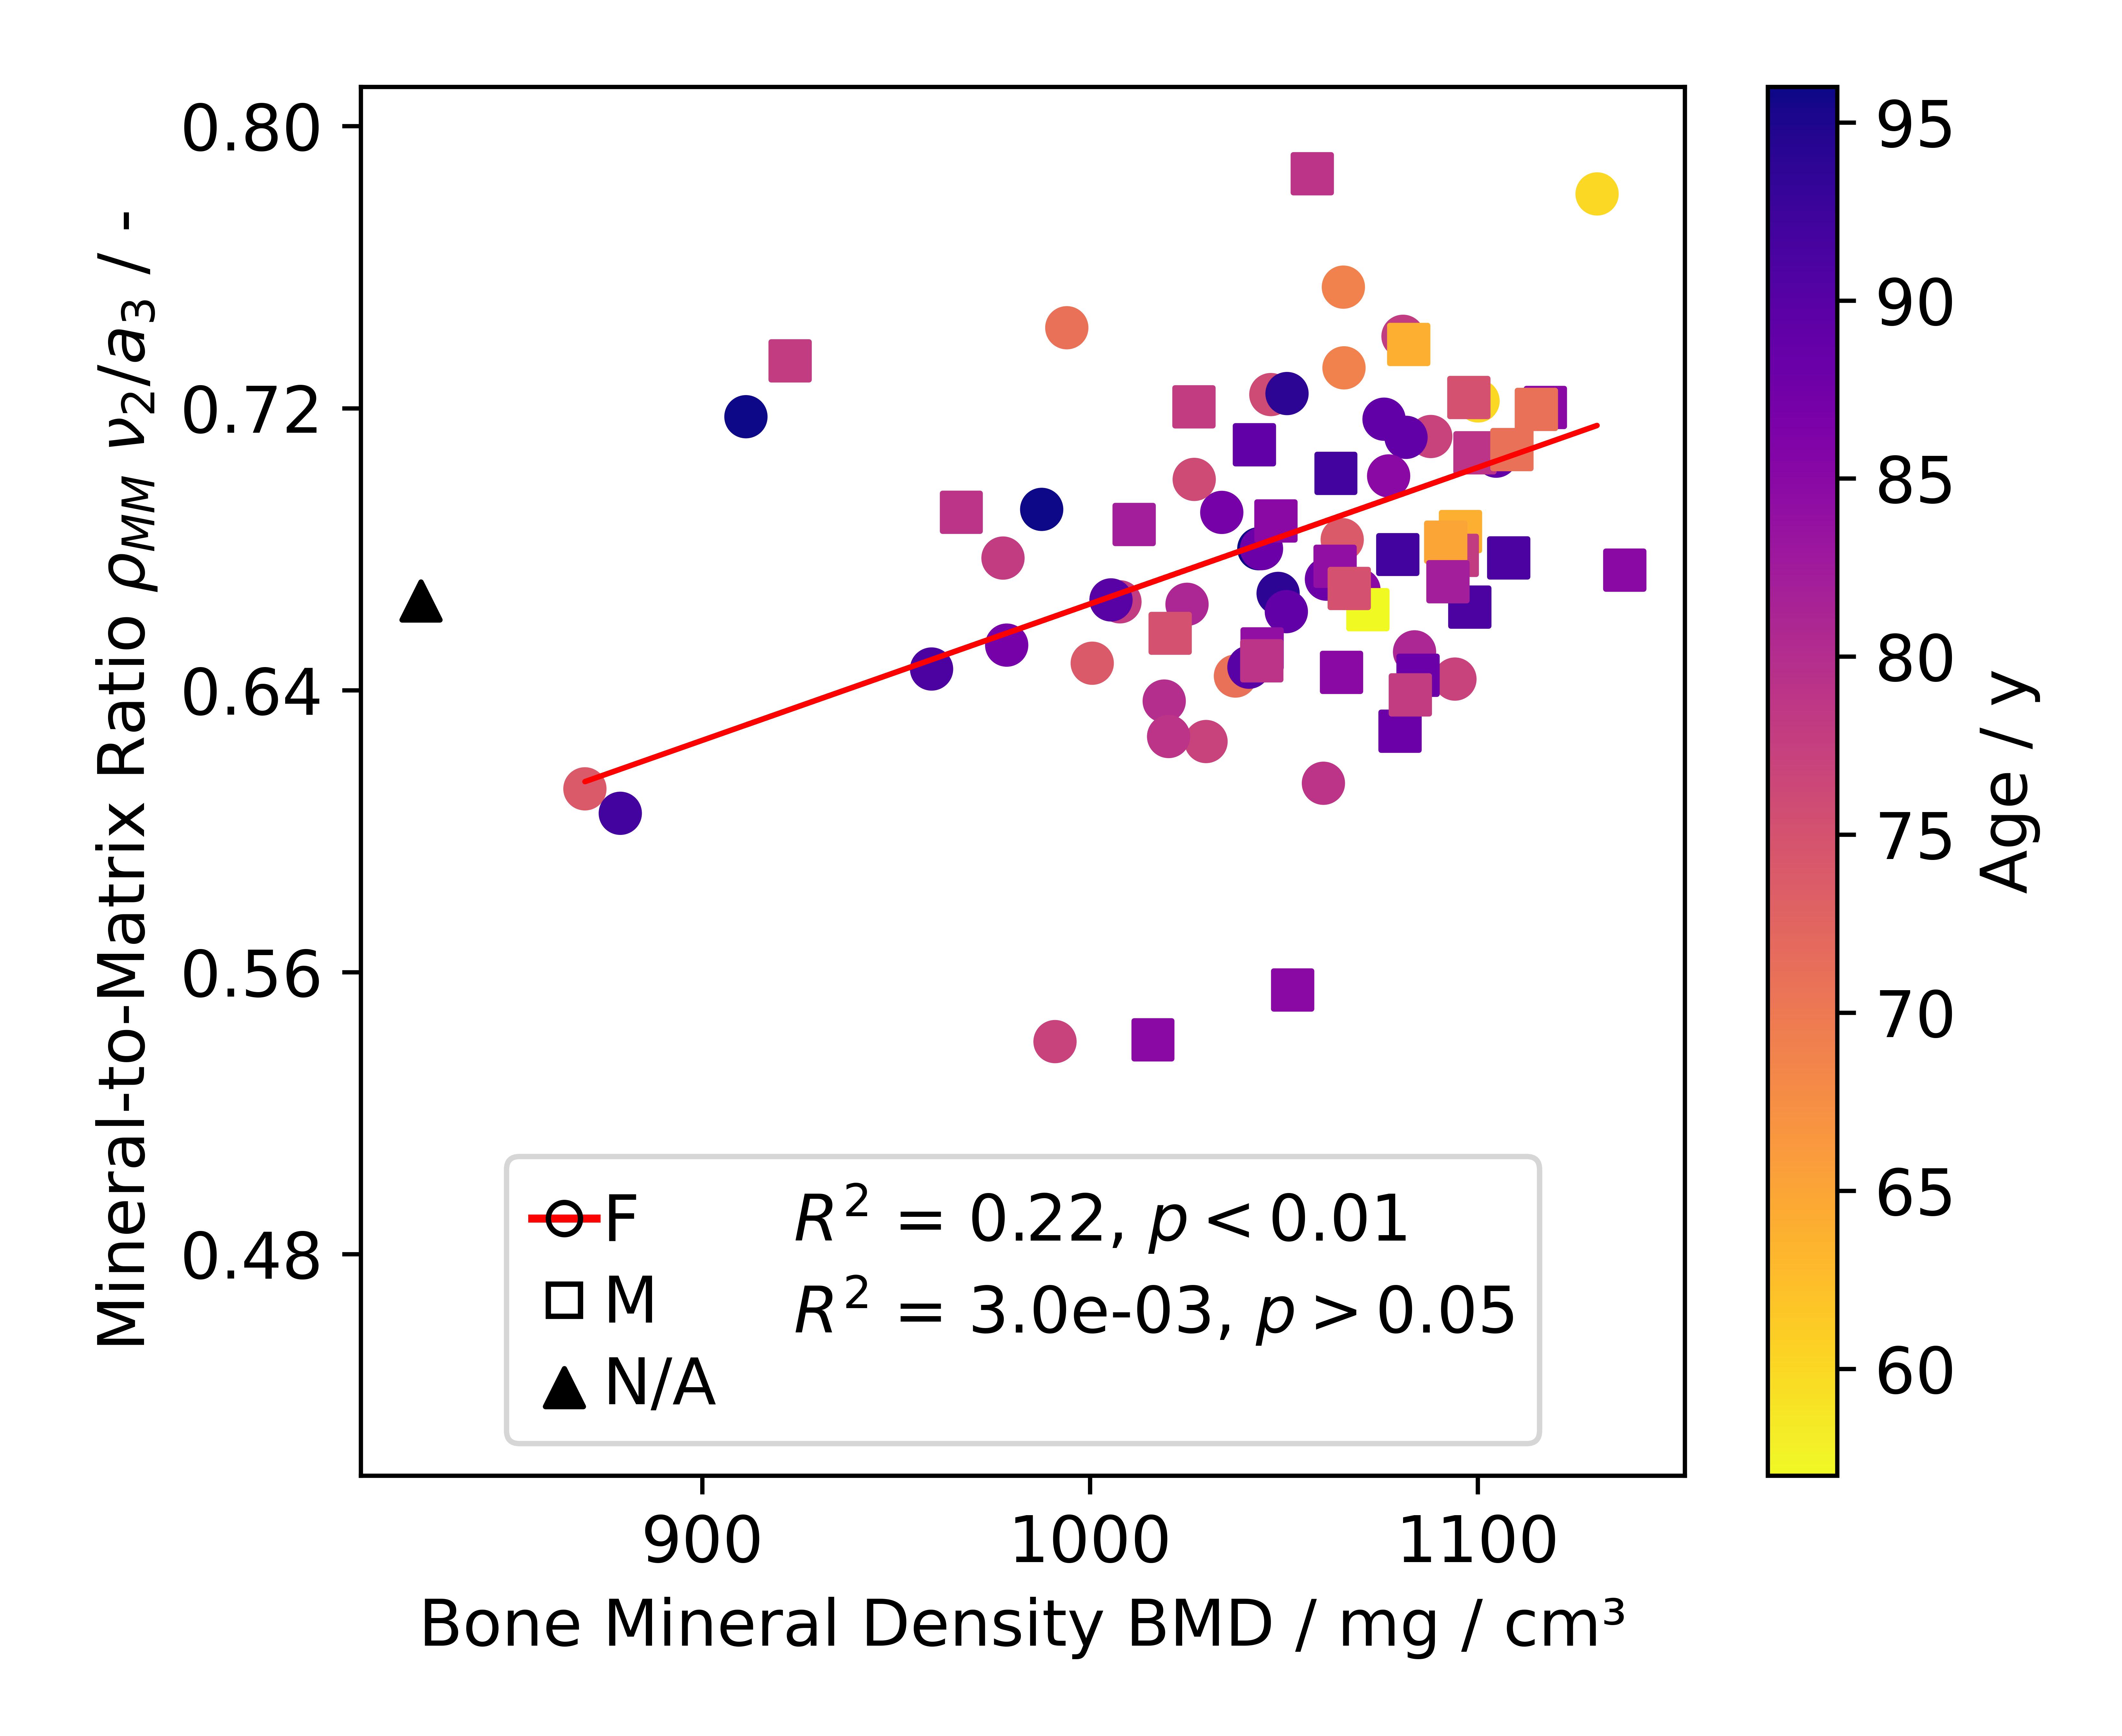 Mineral-to-Matrix Ratio ρMM ν₂/a₃ / -
0.80
0.72
0.64
0.56
0.48
F R² = 0.22, p < 0.01
M R² = 3.0e-03, p > 0.05
N/A
900 1000 1100
Bone Mineral Density BMD / mg / cm³
95
90
85
80
75
70
65
60
Age / y